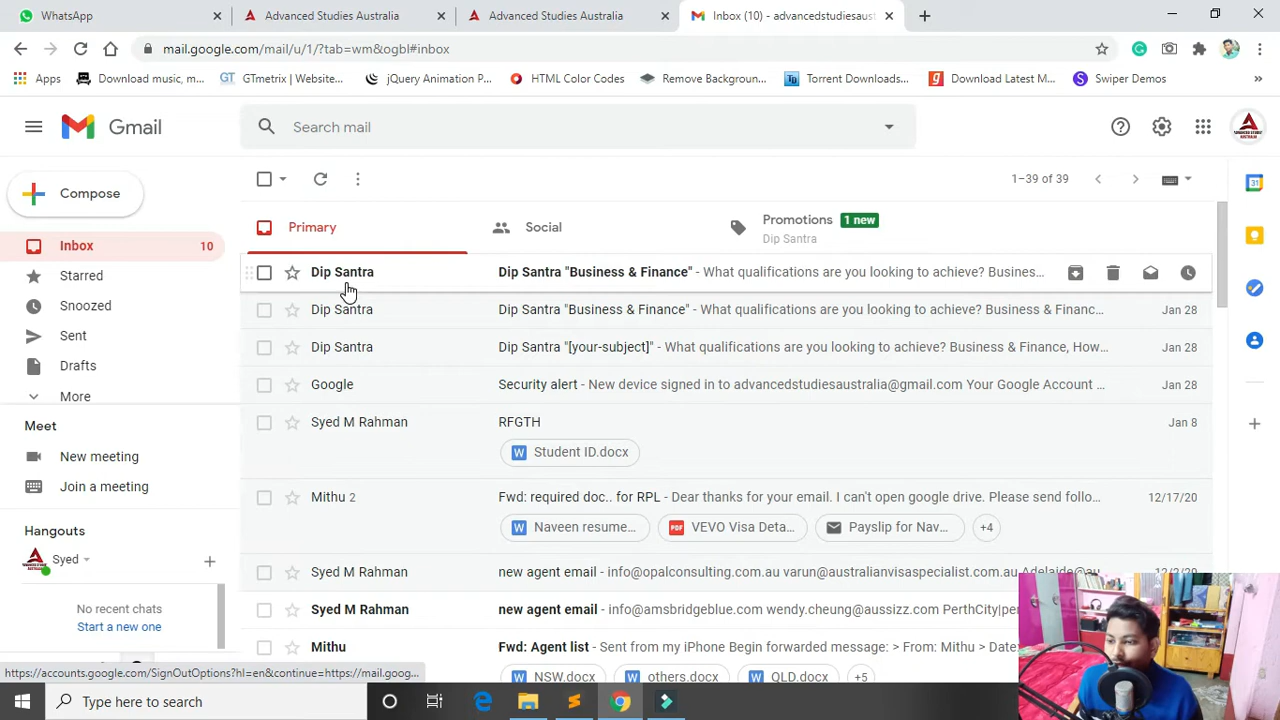 WhatsApp
Advanced Studies Australia
Advanced Studies Australia
Inbox (10) - advancedstudiesaust
mail.google.com/mail/u/1/?tab=wm&ogbl#inbox
Apps
Download music, m...
GTmetrix | Website...
jQuery Animation P...
HTML Color Codes
Remove Backgroun...
Torrent Downloads...
Download Latest M...
Swiper Demos
»
Gmail
Search mail
Compose
1–39 of 39
Inbox 10
Primary
Social
Promotions 1 new
Dip Santra
Starred
Snoozed
Sent
Drafts
More
Dip Santra Dip Santra "Business & Finance" - What qualifications are you looking to achieve? Busines...
Dip Santra Dip Santra "Business & Finance" - What qualifications are you looking to achieve? Business & Financ... Jan 28
Dip Santra Dip Santra "[your-subject]" - What qualifications are you looking to achieve? Business & Finance, How... Jan 28
Google Security alert - New device signed in to advancedstudiesaustralia@gmail.com Your Google Account ... Jan 28
Syed M Rahman RFGTH Jan 8
Student ID.docx
Mithu 2 Fwd: required doc.. for RPL - Dear thanks for your email. I can't open google drive. Please send follo... 12/17/20
Naveen resume... PDF VEVO Visa Deta... Payslip for Nav... +4
Syed M Rahman new agent email - info@opalconsulting.com.au varun@australianvisaspecialist.com.au Adelaide@au...
Syed M Rahman new agent email - info@amsbridgeblue.com wendy.cheung@aussizz.com PerthCity|per
Mithu Fwd: Agent list - Sent from my iPhone Begin forwarded message: > From: Mithu > Date
NSW.docx others.docx QLD.docx +5
Meet
New meeting
Join a meeting
Hangouts
Syed
No recent chats
Start a new one
https://accounts.google.com/SignOutOptions?hl=en&continue=https://mail.goog...
Type here to search